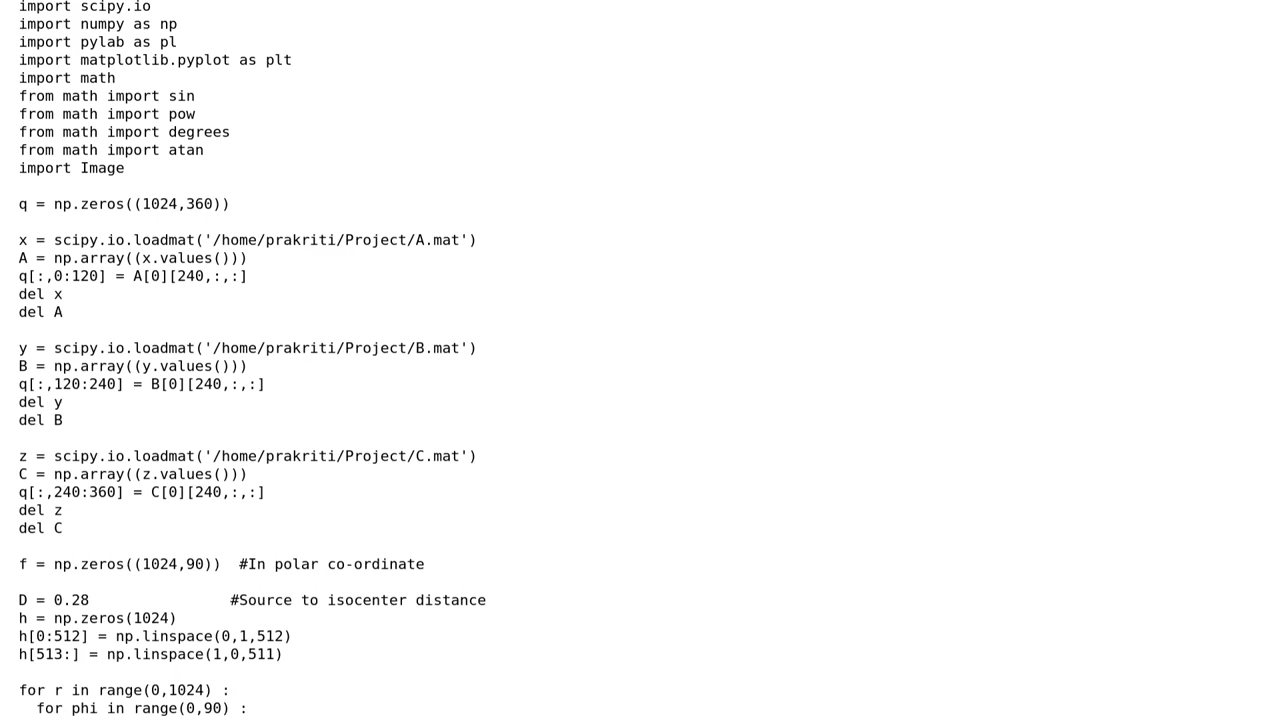 import scipy.io
import numpy as np
import pylab as pl
import matplotlib.pyplot as plt
import math
from math import sin
from math import pow
from math import degrees
from math import atan
import Image
q = np.zeros((1024,360))
x = scipy.io.loadmat('/home/prakriti/Project/A.mat')
A = np.array((x.values()))
q[:,0:120] = A[0][240,:,:]
del x
del A
y = scipy.io.loadmat('/home/prakriti/Project/B.mat')
B = np.array((y.values()))
q[:,120:240] = B[0][240,:,:]
del y
del B
z = scipy.io.loadmat('/home/prakriti/Project/C.mat')
C = np.array((z.values()))
q[:,240:360] = C[0][240,:,:]
del z
del C
f = np.zeros((1024,90))  #In polar co-ordinate
D = 0.28                #Source to isocenter distance
h = np.zeros(1024)
h[0:512] = np.linspace(0,1,512)
h[513:] = np.linspace(1,0,511)
for r in range(0,1024) :
  for phi in range(0,90) :